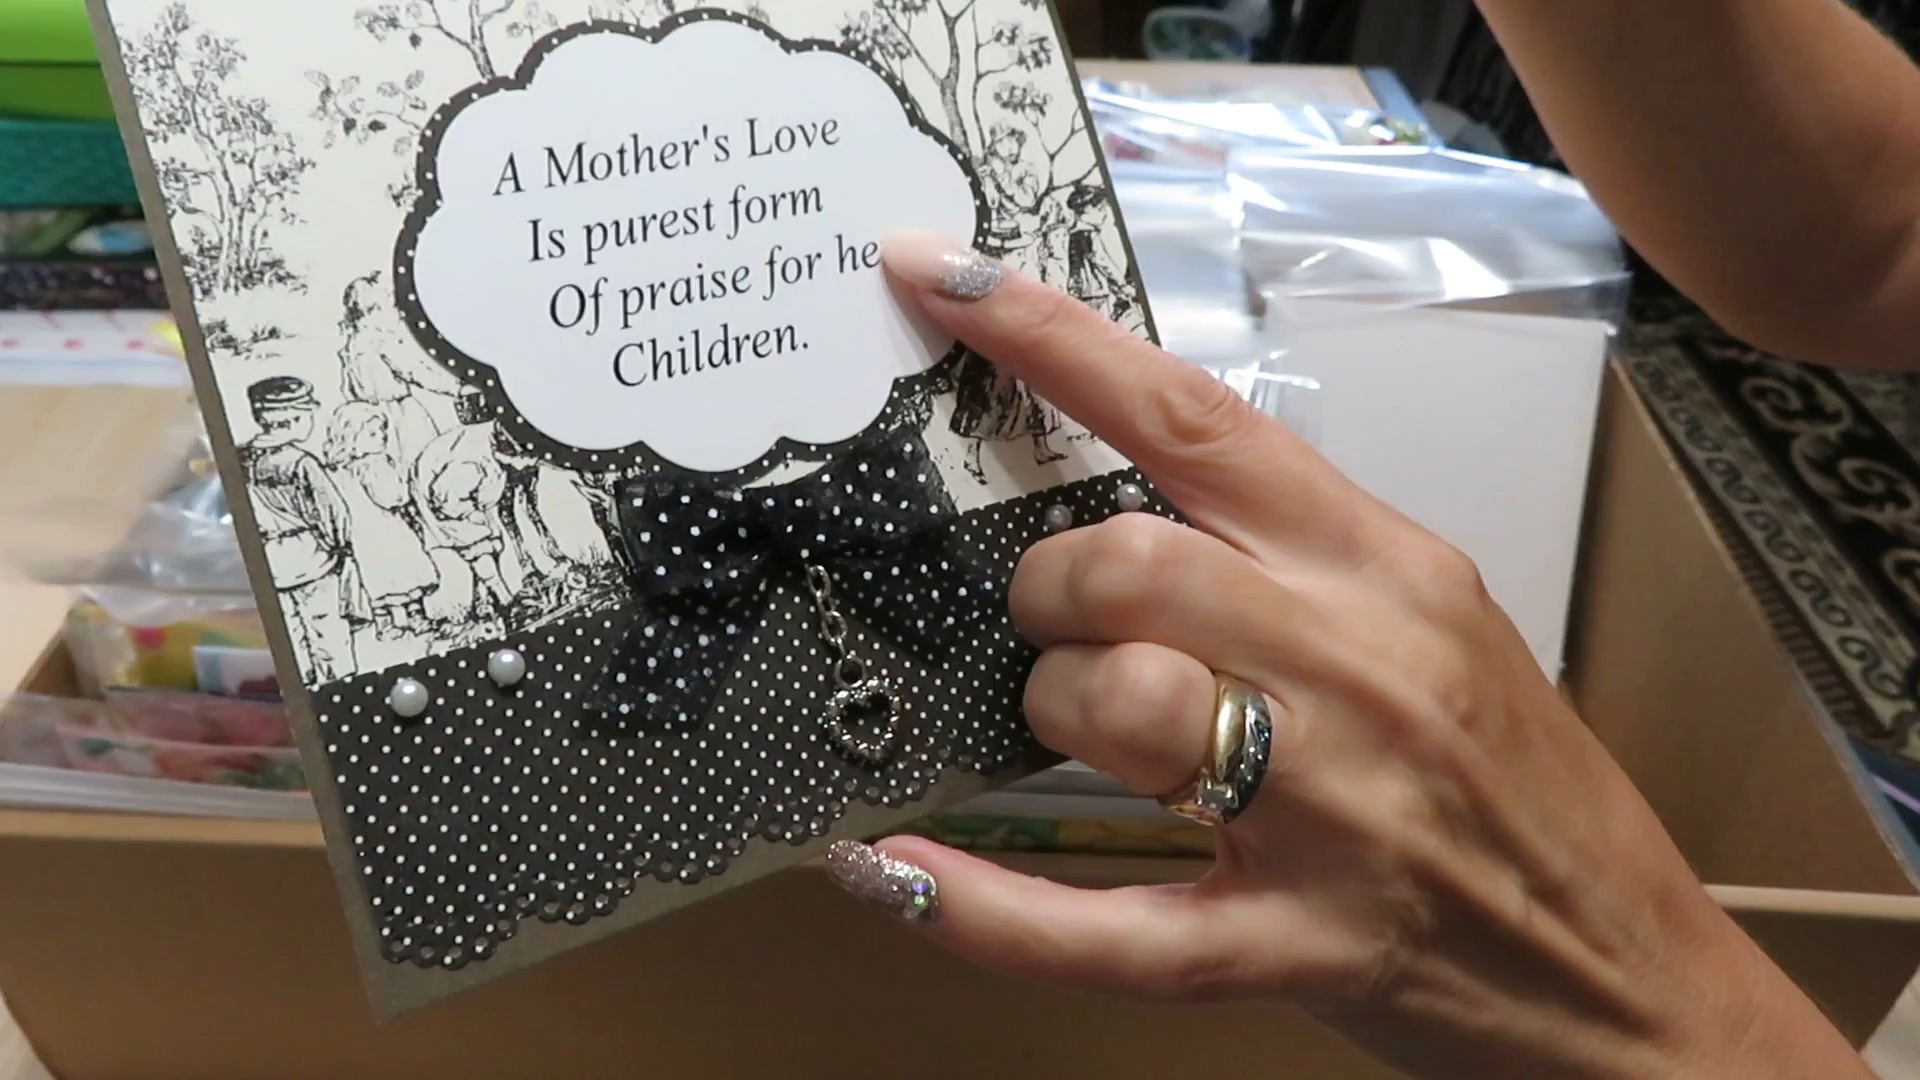 A Mother's Love
Is purest form
Of praise for he
Children.